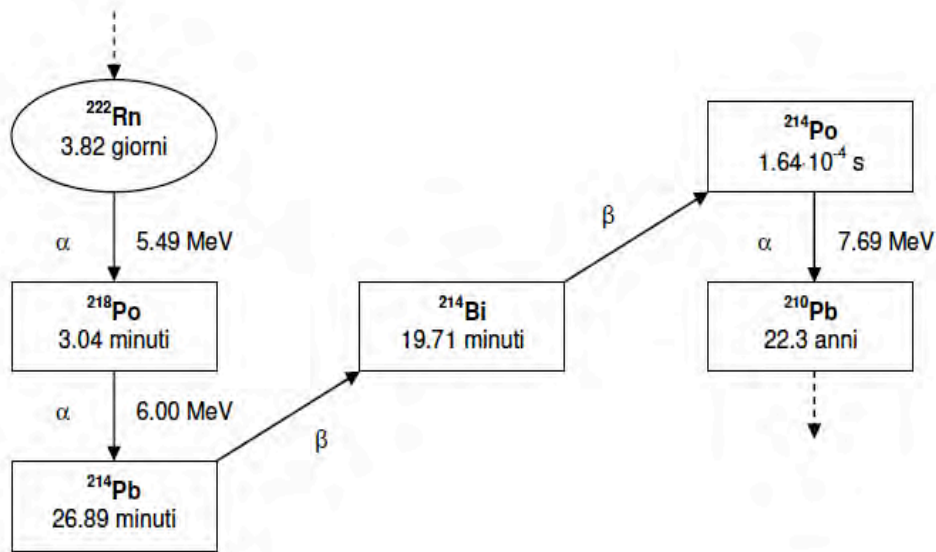 ²²²Rn
3.82 giorni
α 5.49 MeV
²¹⁸Po
3.04 minuti
α 6.00 MeV
²¹⁴Pb
26.89 minuti
β
²¹⁴Bi
19.71 minuti
β
²¹⁴Po
1.64·10⁻⁴ s
α 7.69 MeV
²¹⁰Pb
22.3 anni